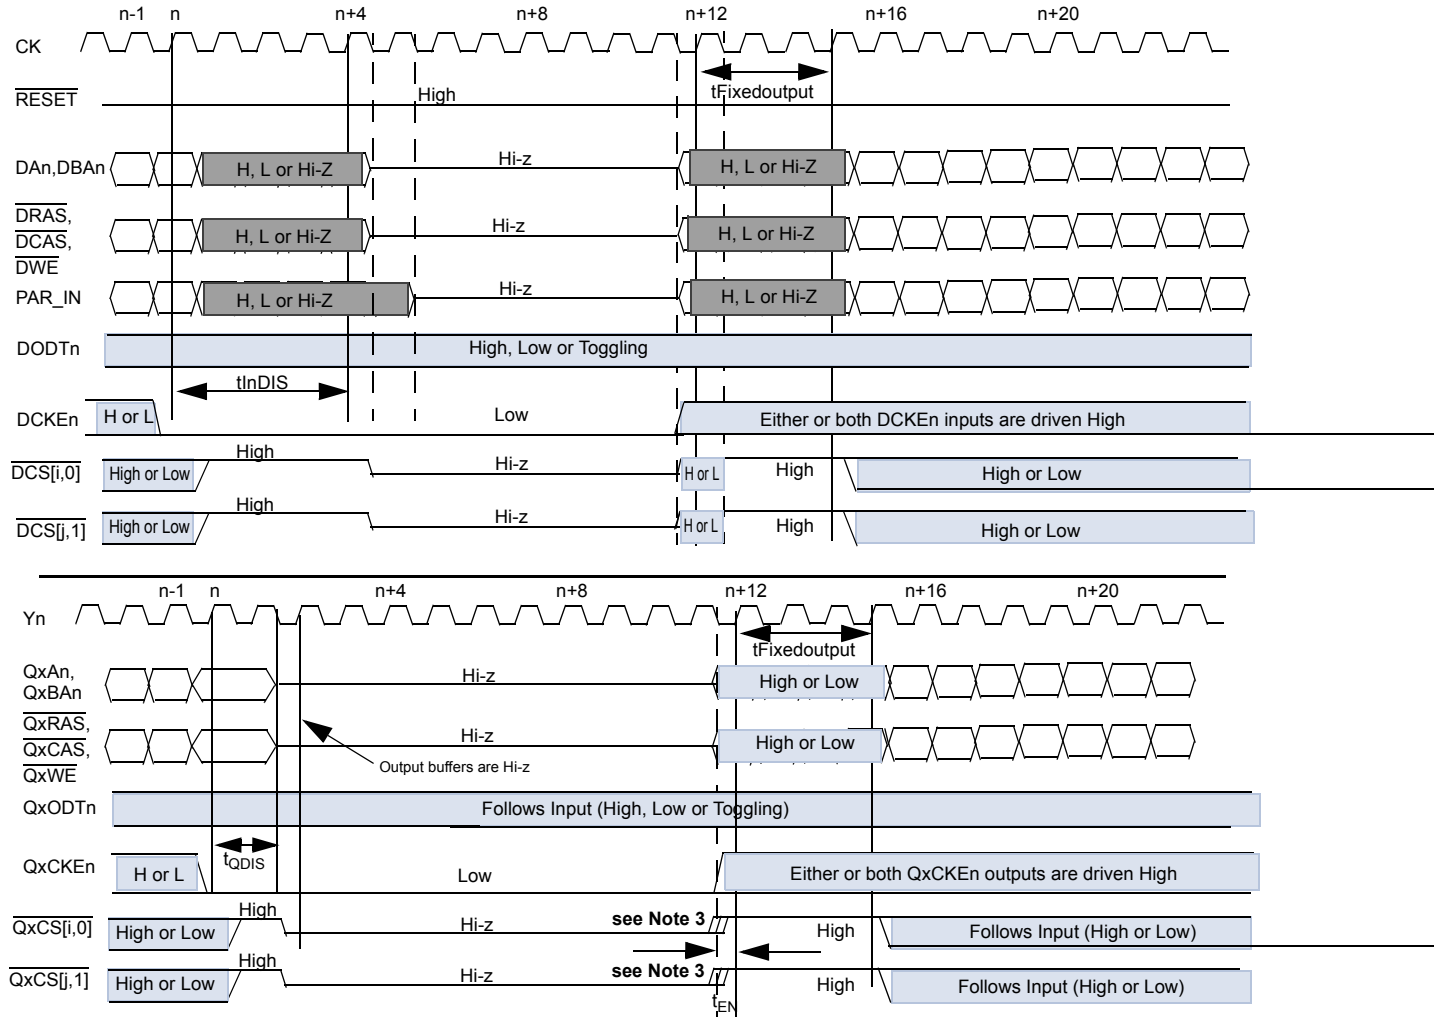 n-1 n n+4 n+8 n+12 n+16 n+20
CK
tFixedoutput
RESET High
DAn,DBAn H, L or Hi-Z Hi-z H, L or Hi-Z
DRAS,
DCAS, H, L or Hi-Z Hi-z H, L or Hi-Z
DWE
PAR_IN H, L or Hi-Z Hi-z H, L or Hi-Z
DODTn High, Low or Toggling
tInDIS
DCKEn H or L Low Either or both DCKEn inputs are driven High
High
DCS[i,0] High or Low Hi-z H or L High High or Low
High
DCS[j,1] High or Low Hi-z H or L High High or Low
n-1 n n+4 n+8 n+12 n+16 n+20
Yn
tFixedoutput
QxAn,
QxBAn Hi-z High or Low
QxRAS,
QxCAS, Hi-z High or Low
QxWE Output buffers are Hi-z
QxODTn Follows Input (High, Low or Toggling)
tQDIS
QxCKEn H or L Low Either or both QxCKEn outputs are driven High
High
QxCS[i,0] High or Low Hi-z see Note 3 High Follows Input (High or Low)
High
QxCS[j,1] High or Low Hi-z see Note 3 High Follows Input (High or Low)
tEN